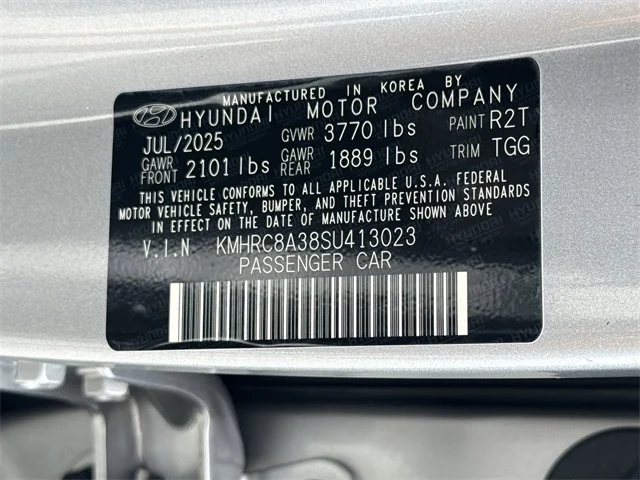 MANUFACTURED IN KOREA BY
HYUNDAI MOTOR COMPANY
JUL/2025 GVWR 3770 lbs PAINT R2T
GAWR FRONT 2101 lbs GAWR REAR 1889 lbs TRIM TGG
THIS VEHICLE CONFORMS TO ALL APPLICABLE U.S.A. FEDERAL
MOTOR VEHICLE SAFETY, BUMPER, AND THEFT PREVENTION STANDARDS
IN EFFECT ON THE DATE OF MANUFACTURE SHOWN ABOVE
V.I.N KMHRC8A38SU413023
PASSENGER CAR